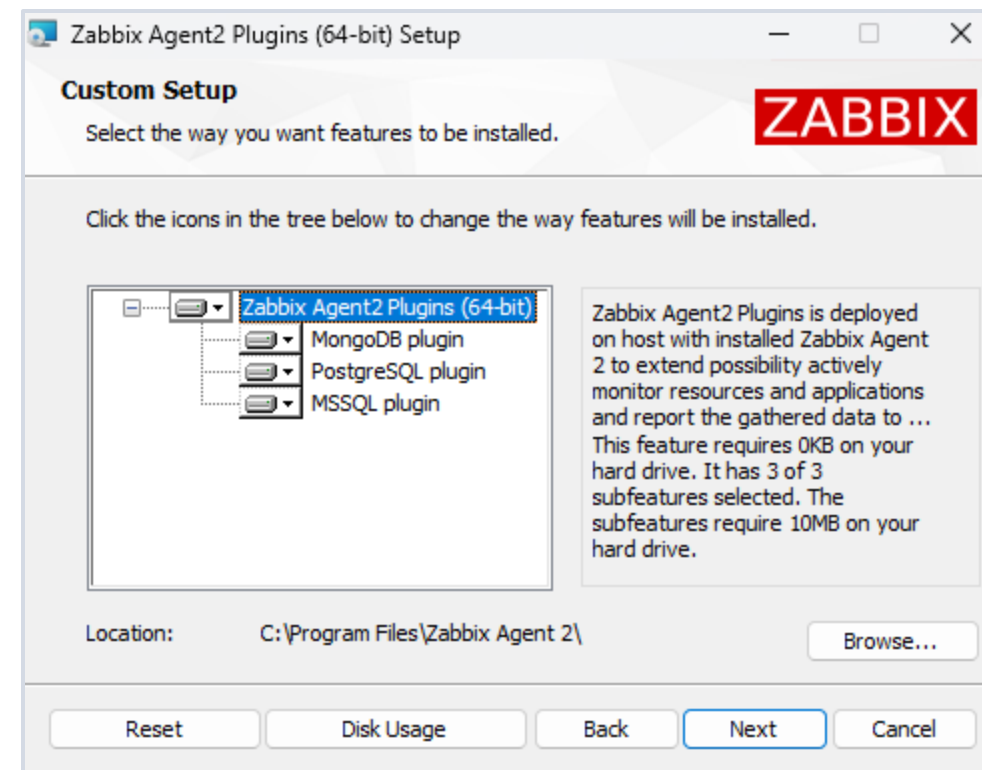 Zabbix Agent2 Plugins (64-bit) Setup
Custom Setup
Select the way you want features to be installed.
ZABBIX
Click the icons in the tree below to change the way features will be installed.
Zabbix Agent2 Plugins (64-bit)
MongoDB plugin
PostgreSQL plugin
MSSQL plugin
Zabbix Agent2 Plugins is deployed
on host with installed Zabbix Agent
2 to extend possibility actively
monitor resources and applications
and report the gathered data to ...
This feature requires 0KB on your
hard drive. It has 3 of 3
subfeatures selected. The
subfeatures require 10MB on your
hard drive.
Location: C:\Program Files\Zabbix Agent 2\
Browse...
Reset Disk Usage Back Next Cancel